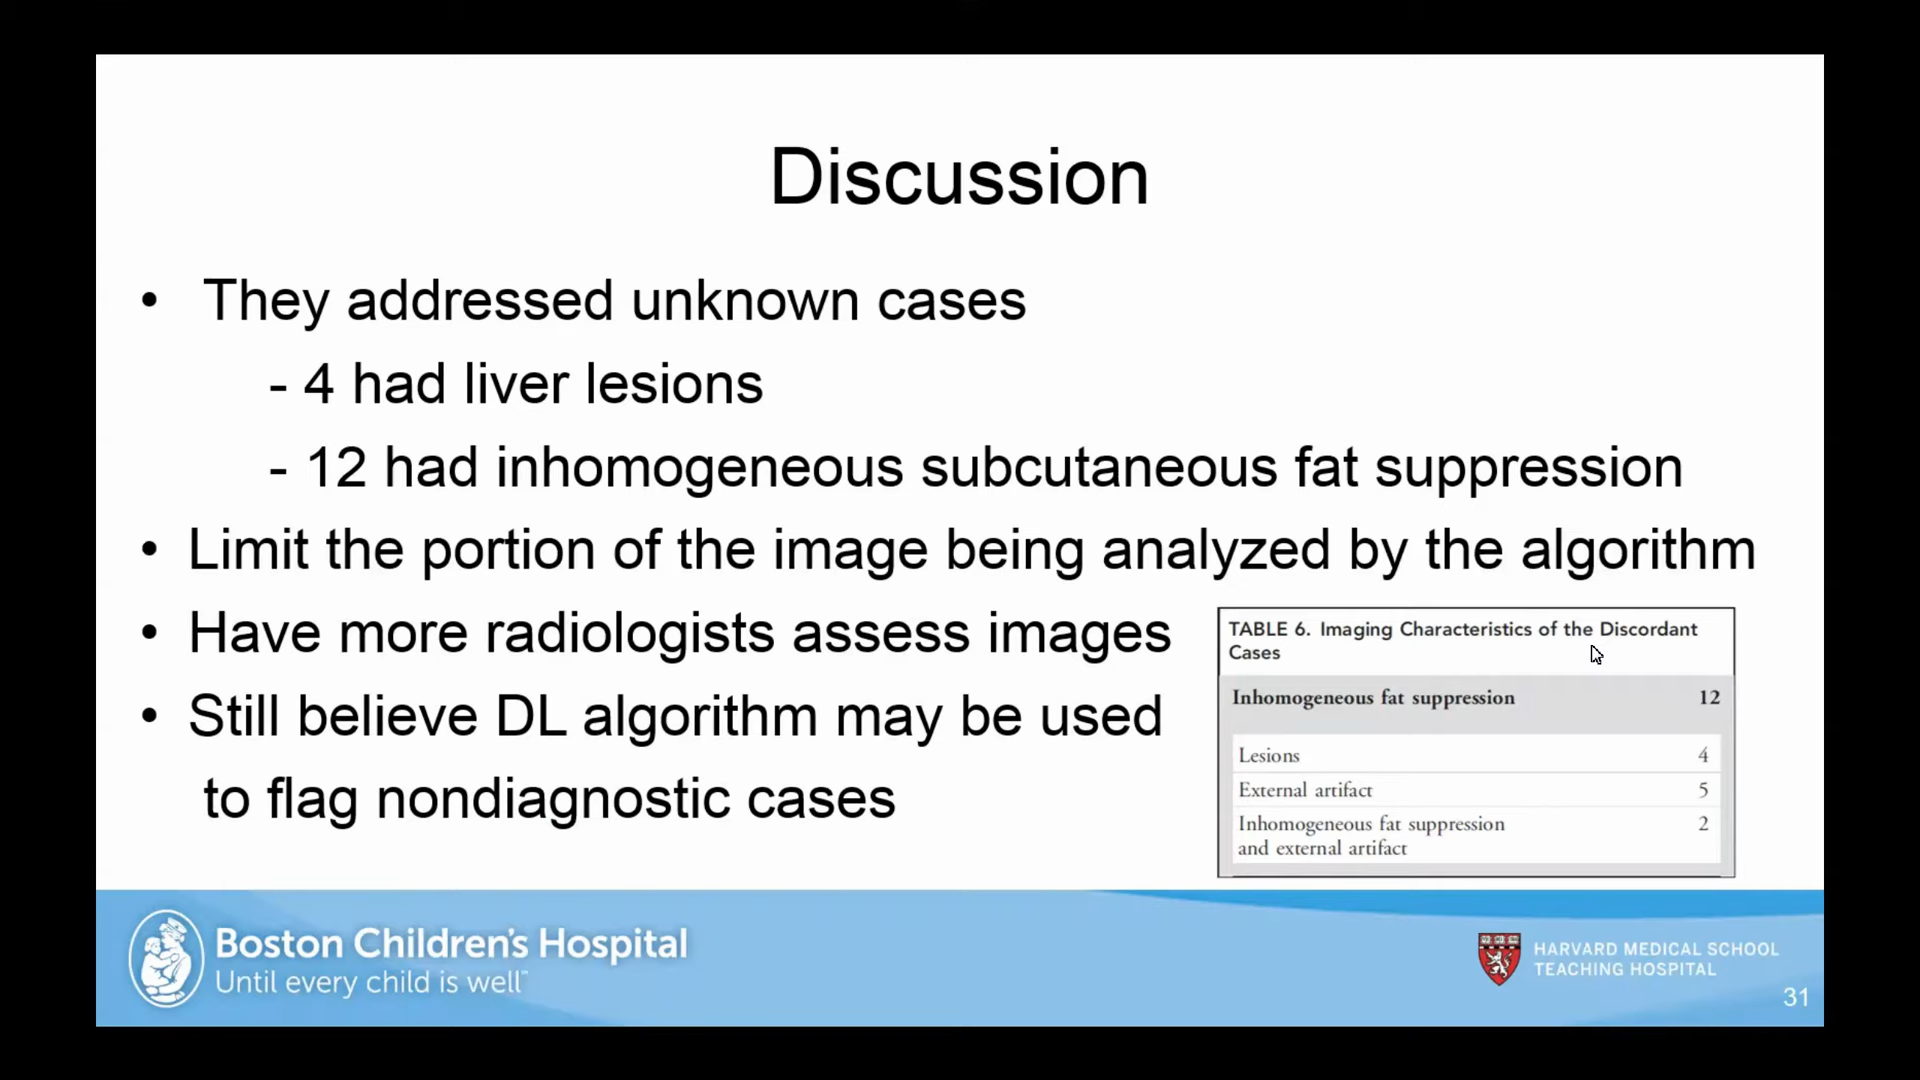 Discussion
• They addressed unknown cases
- 4 had liver lesions
- 12 had inhomogeneous subcutaneous fat suppression
• Limit the portion of the image being analyzed by the algorithm
• Have more radiologists assess images
• Still believe DL algorithm may be used
to flag nondiagnostic cases
TABLE 6. Imaging Characteristics of the Discordant
Cases
Inhomogeneous fat suppression 12
Lesions 4
External artifact 5
Inhomogeneous fat suppression 2
and external artifact
Boston Children's Hospital
Until every child is well™
HARVARD MEDICAL SCHOOL
TEACHING HOSPITAL
31